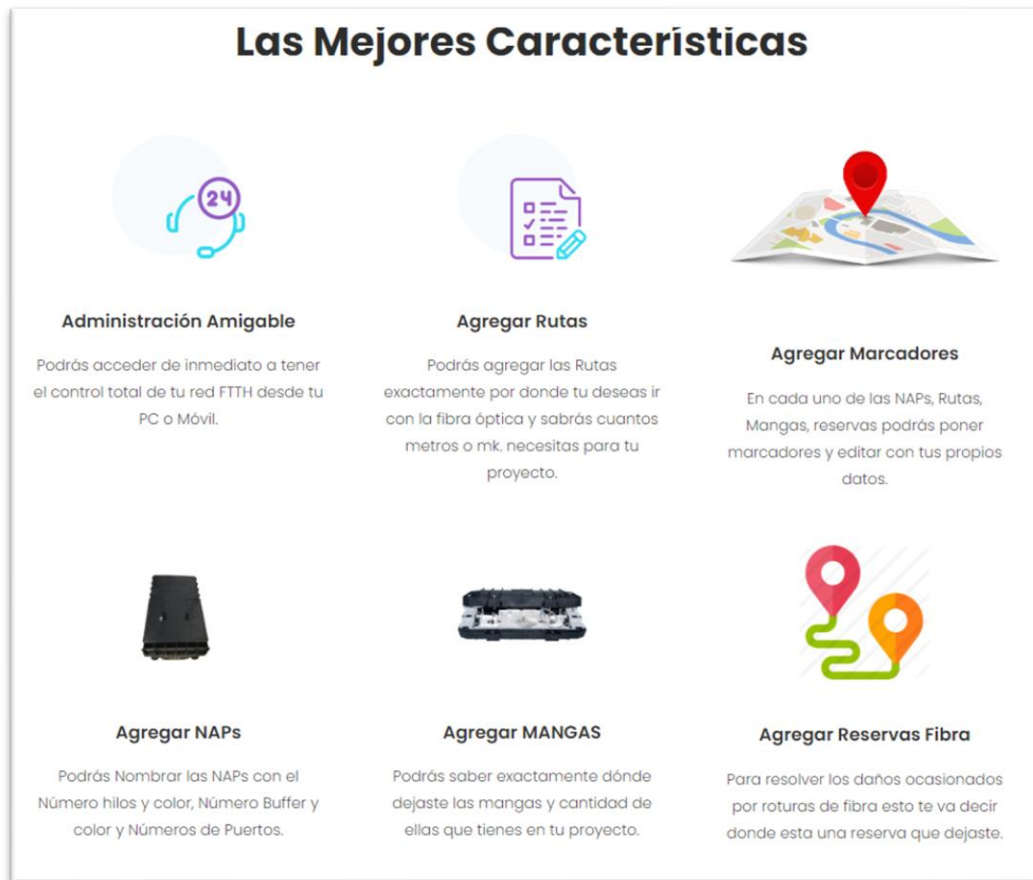 Las Mejores Características
24
Administración Amigable
Podrás acceder de inmediato a tener
el control total de tu red FTTH desde tu
PC o Móvil.
Agregar Rutas
Podrás agregar las Rutas
exactamente por donde tu deseas ir
con la fibra óptica y sabrás cuantos
metros o mk. necesitas para tu
proyecto.
Agregar Marcadores
En cada uno de las NAPs, Rutas,
Mangas, reservas podrás poner
marcadores y editar con tus propios
datos.
Agregar NAPs
Podrás Nombrar las NAPs con el
Número hilos y color, Número Buffer y
color y Números de Puertos.
Agregar MANGAS
Podrás saber exactamente dónde
dejaste las mangas y cantidad de
ellas que tienes en tu proyecto.
Agregar Reservas Fibra
Para resolver los daños ocasionados
por roturas de fibra esto te va decir
donde esta una reserva que dejaste.